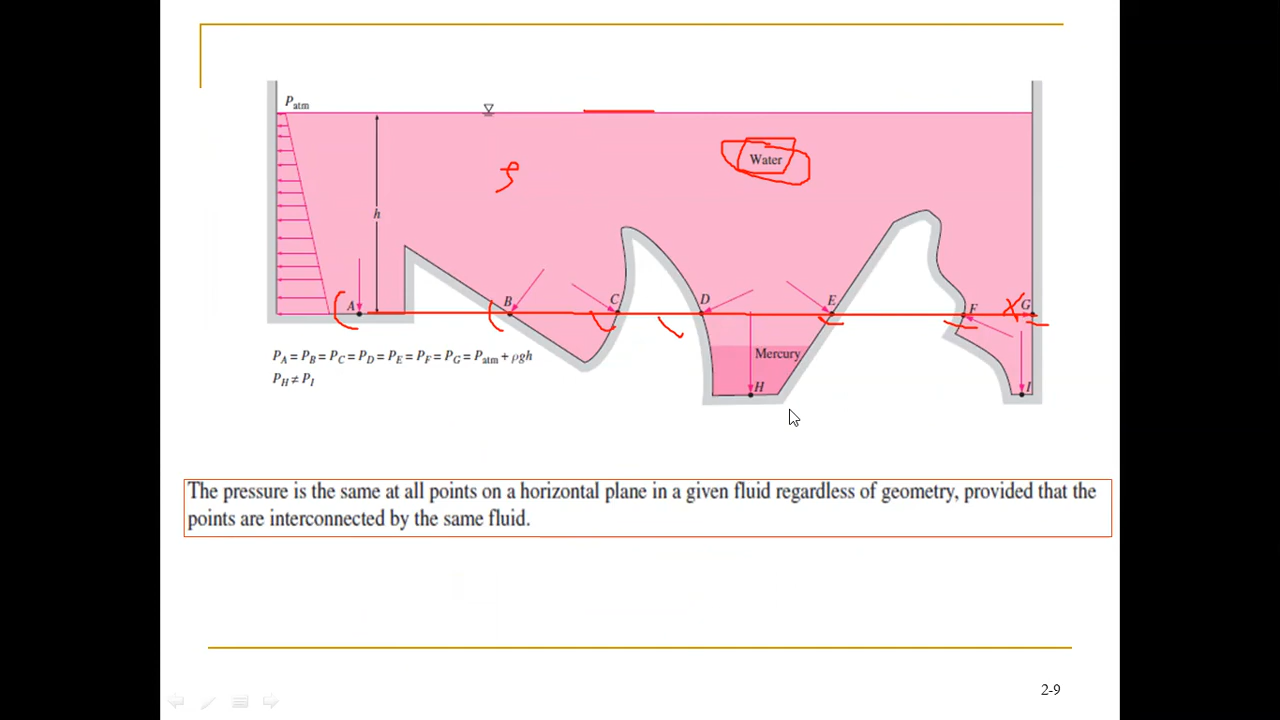 P_atm
Water
ρ
h
A
B
C
D
E
F
G
P_A = P_B = P_C = P_D = P_E = P_F = P_G = P_atm + ρgh
Mercury
P_H ≠ P_I
H
I
The pressure is the same at all points on a horizontal plane in a given fluid regardless of geometry, provided that the
points are interconnected by the same fluid.
2-9